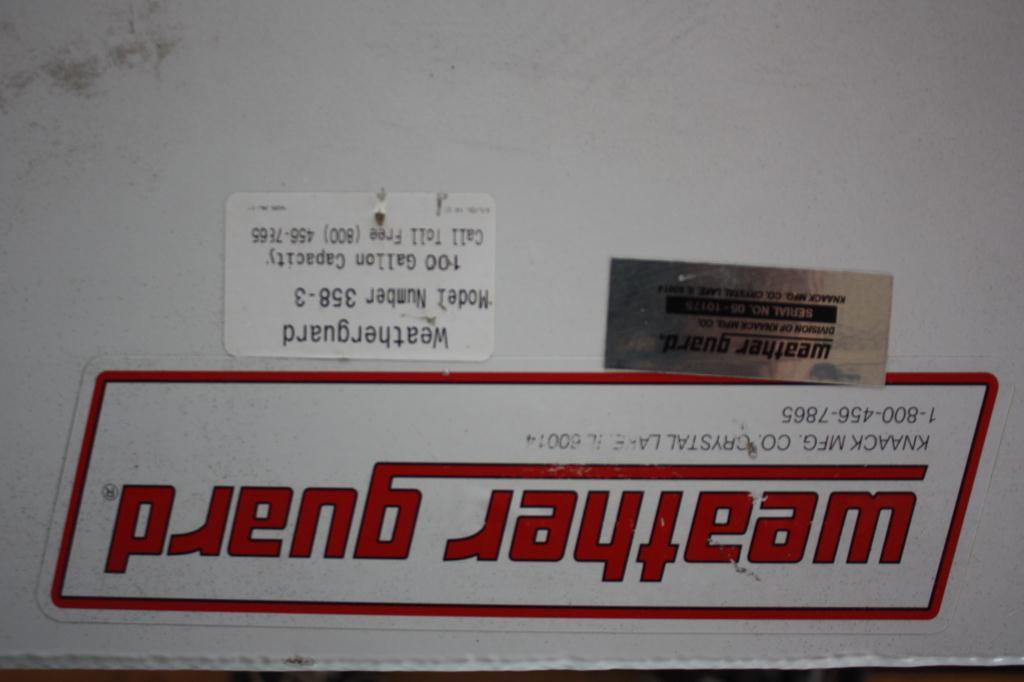 weather guard®
KNAACK MFG. CO. CRYSTAL LAKE, IL 60014
1-800-456-7865
weather guard.
DIVISION OF KNAACK MFG. CO.
SERIAL NO. 05-10175
KNAACK MFG. CO. CRYSTAL LAKE, IL 60014
Weatherguard
Model Number 358-3
100 Gallon Capacity
Call Toll Free (800) 456-7865